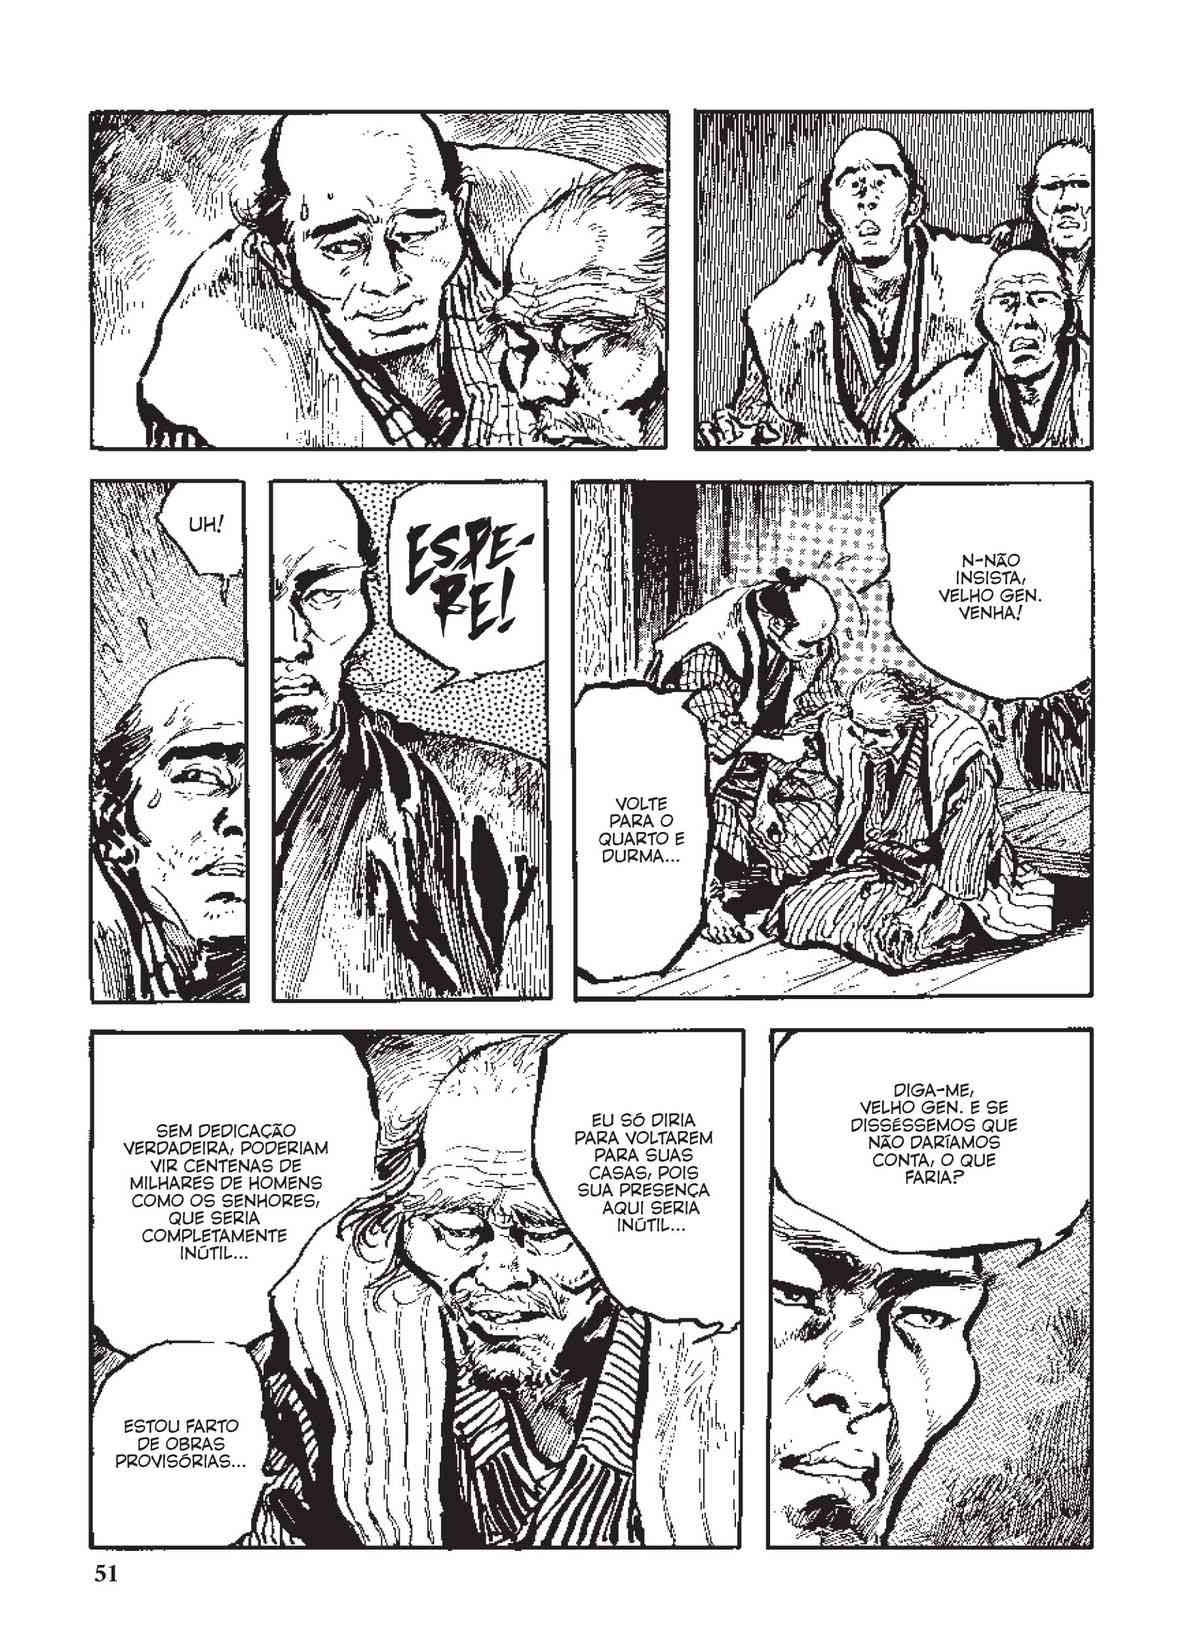 N-NÃO
INSISTA,
VELHO GEN.
VENHA!
VOLTE
PARA O
QUARTO E
DURMA...
ESPE-
RE!
UH!
DIGA-ME,
VELHO GEN. E SE
DISSÉSSEMOS QUE
NÃO DARÍAMOS
CONTA, O QUE
FARIA?
EU SÓ DIRIA
PARA VOLTAREM
PARA SUAS
CASAS, POIS
SUA PRESENÇA
AQUI SERIA
INÚTIL...
SEM DEDICAÇÃO
VERDADEIRA, PODERIAM
VIR CENTENAS DE
MILHARES DE HOMENS
COMO OS SENHORES,
QUE SERIA
COMPLETAMENTE
INÚTIL...
ESTOU FARTO
DE OBRAS
PROVISÓRIAS...
51